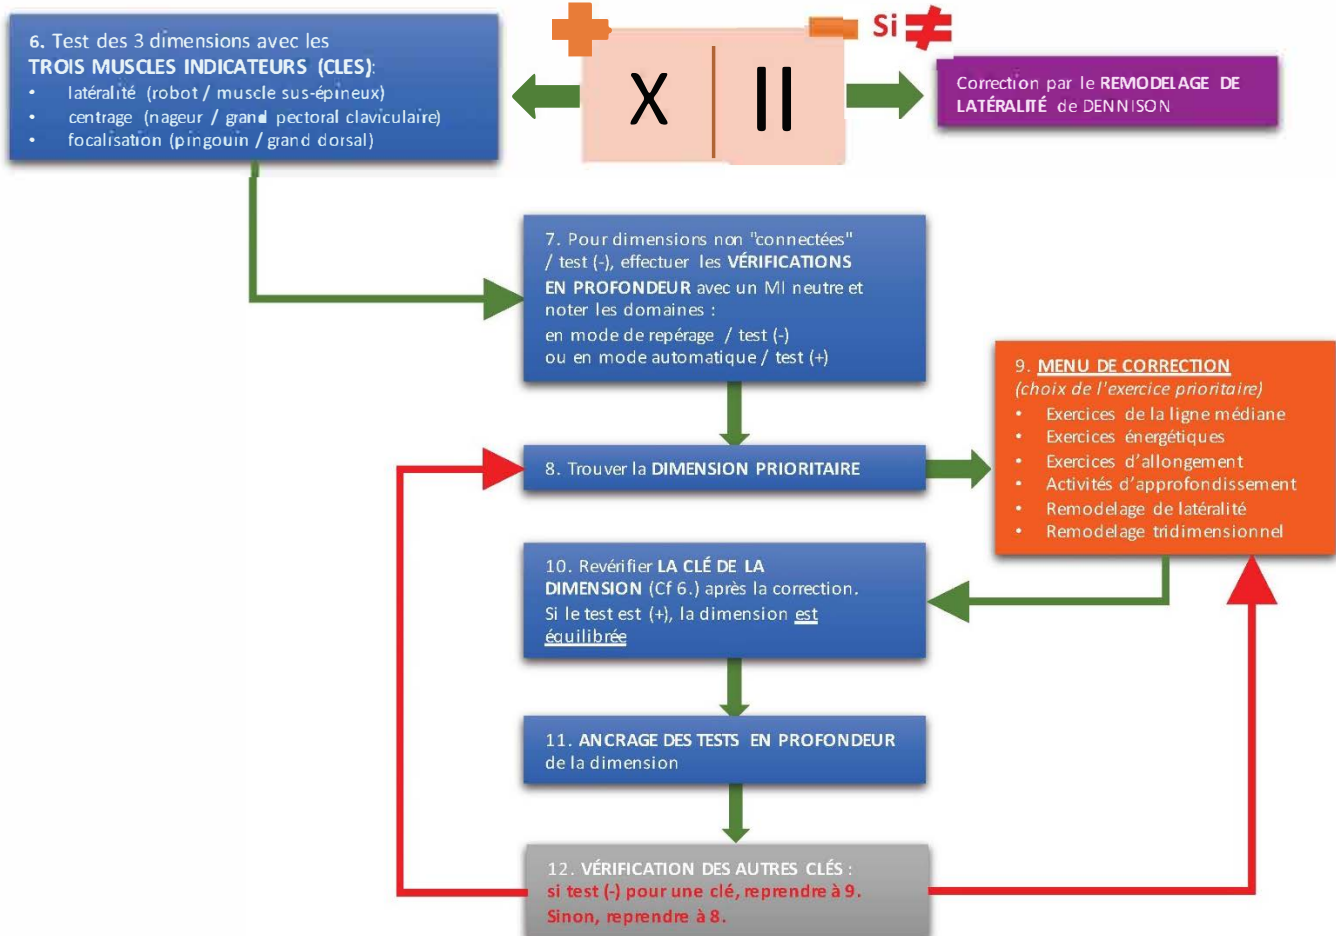 6. Test des 3 dimensions avec les
TROIS MUSCLES INDICATEURS (CLES):
• latéralité (robot / muscle sus-épineux)
• centrage (nageur / grand pectoral claviculaire)
• focalisation (pingouin / grand dorsal)
X | ||
Si ≠
Correction par le REMODELAGE DE
LATÉRALITÉ de DENNISON
7. Pour dimensions non "connectées"
/ test (-), effectuer les VÉRIFICATIONS
EN PROFONDEUR avec un MI neutre et
noter les domaines :
en mode de repérage / test (-)
ou en mode automatique / test (+)
8. Trouver la DIMENSION PRIORITAIRE
9. MENU DE CORRECTION
(choix de l'exercice prioritaire)
• Exercices de la ligne médiane
• Exercices énergétiques
• Exercices d'allongement
• Activités d'approfondissement
• Remodelage de latéralité
• Remodelage tridimensionnel
10. Revérifier LA CLÉ DE LA
DIMENSION (Cf 6.) après la correction.
Si le test est (+), la dimension est
équilibrée
11. ANCRAGE DES TESTS EN PROFONDEUR
de la dimension
12. VÉRIFICATION DES AUTRES CLÉS :
si test (-) pour une clé, reprendre à 9.
Sinon, reprendre à 8.